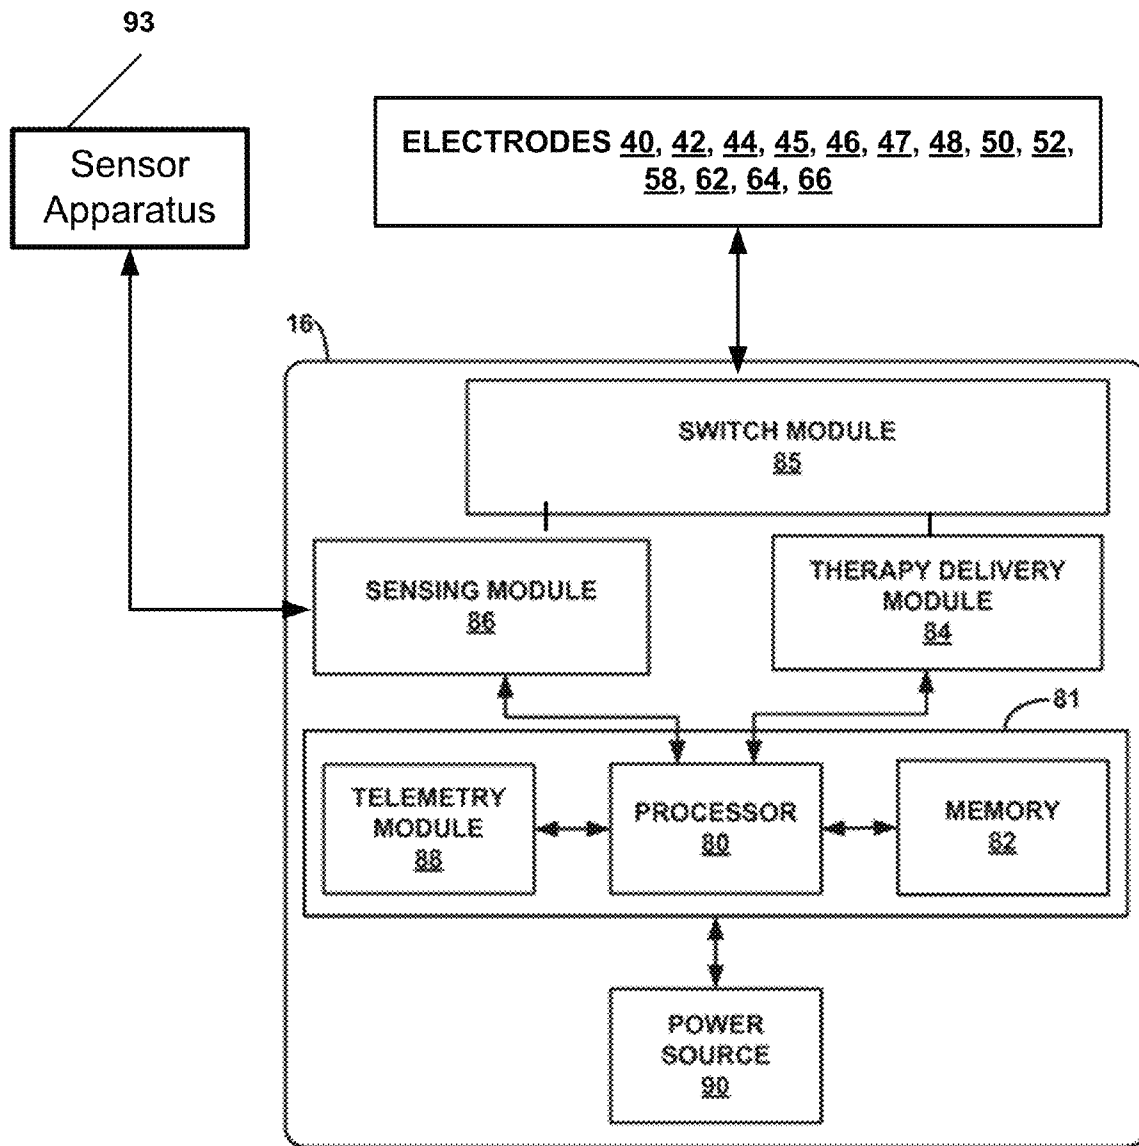 93
Sensor
Apparatus
ELECTRODES 40, 42, 44, 45, 46, 47, 48, 50, 52,
58, 62, 64, 66
16
SWITCH MODULE
85
SENSING MODULE
86
THERAPY DELIVERY
MODULE
84
81
TELEMETRY
MODULE
88
PROCESSOR
80
MEMORY
82
POWER
SOURCE
90